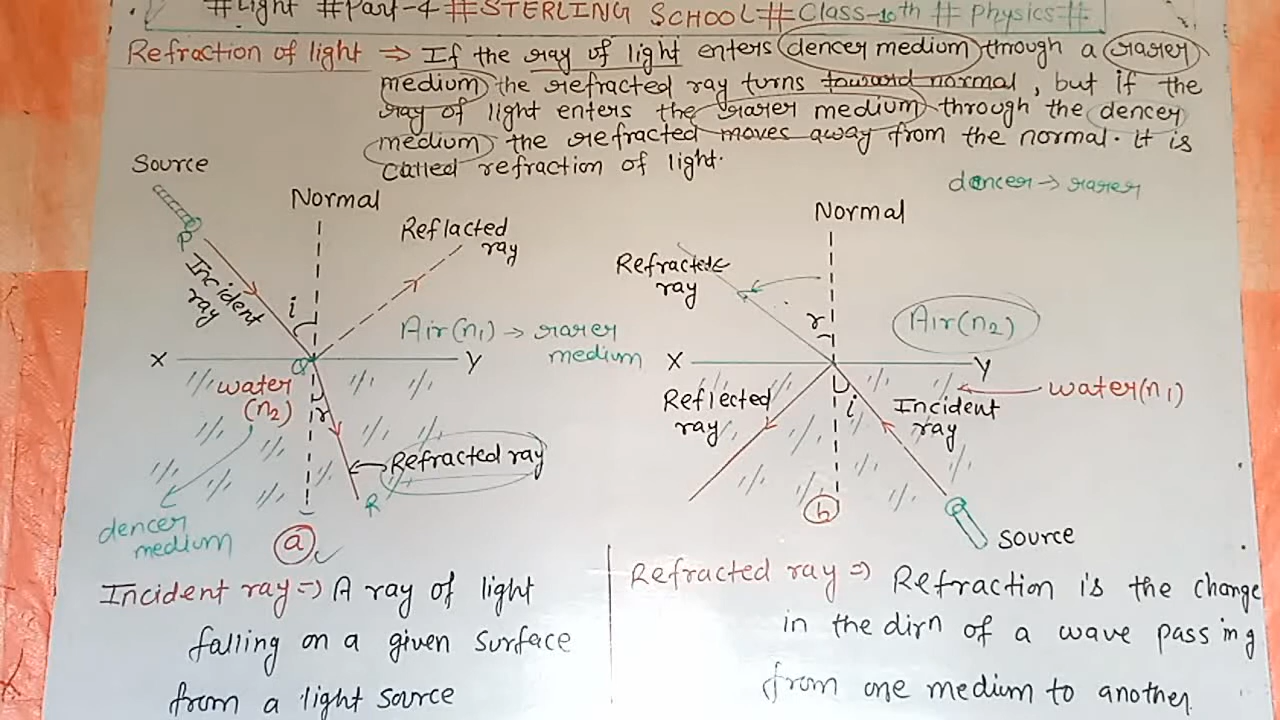 #Light #Part-4 #STERLING SCHOOL# Class-10th # Physics #
Refraction of light ⇒ If the ray of light enters dencer medium through a rarer
medium the refracted ray turns toward normal, but if the
ray of light enters the rarer medium through the dencer
medium the refracted moves away from the normal. It is
called refraction of light.
dencer → rarer
Source
Normal
Reflacted
ray
P
Incident
ray
i
Air(n1) → rarer
medium
X
Q
Y
water
(n2)
r
Refracted ray
R
dencer
medium
a
Normal
Refracted
ray
r
Air(n2)
X
Y
water(n1)
Reflected
ray
i
Incident
ray
b
Source
Incident ray ⇒ A ray of light
falling on a given surface
from a light source
Refracted ray ⇒ Refraction is the change
in the dirn of a wave passing
from one medium to another